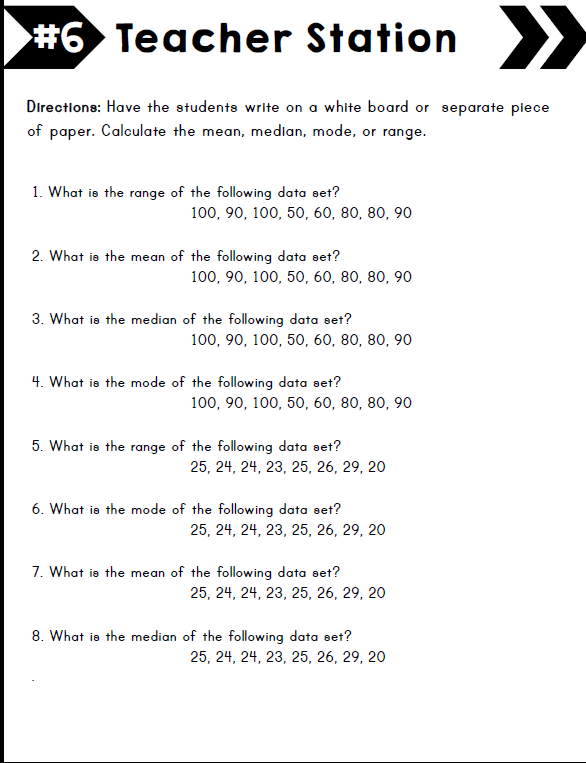 #6 Teacher Station
Directions: Have the students write on a white board or separate piece
of paper. Calculate the mean, median, mode, or range.
1. What is the range of the following data set?
100, 90, 100, 50, 60, 80, 80, 90
2. What is the mean of the following data set?
100, 90, 100, 50, 60, 80, 80, 90
3. What is the median of the following data set?
100, 90, 100, 50, 60, 80, 80, 90
4. What is the mode of the following data set?
100, 90, 100, 50, 60, 80, 80, 90
5. What is the range of the following data set?
25, 24, 24, 23, 25, 26, 29, 20
6. What is the mode of the following data set?
25, 24, 24, 23, 25, 26, 29, 20
7. What is the mean of the following data set?
25, 24, 24, 23, 25, 26, 29, 20
8. What is the median of the following data set?
25, 24, 24, 23, 25, 26, 29, 20
.